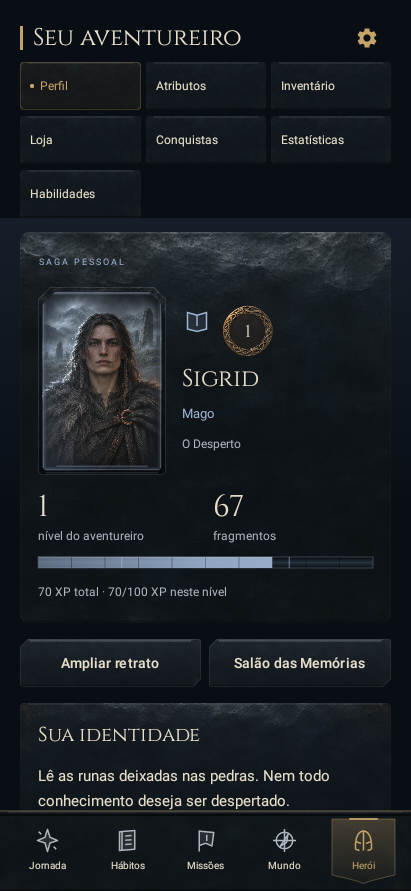 Seu aventureiro
Perfil
Atributos
Inventário
Loja
Conquistas
Estatísticas
Habilidades
SAGA PESSOAL
1
Sigrid
Mago
O Desperto
1
nível do aventureiro
67
fragmentos
70 XP total · 70/100 XP neste nível
Ampliar retrato
Salão das Memórias
Sua identidade
Lê as runas deixadas nas pedras. Nem todo
conhecimento deseja ser despertado.
Jornada
Hábitos
Missões
Mundo
Herói